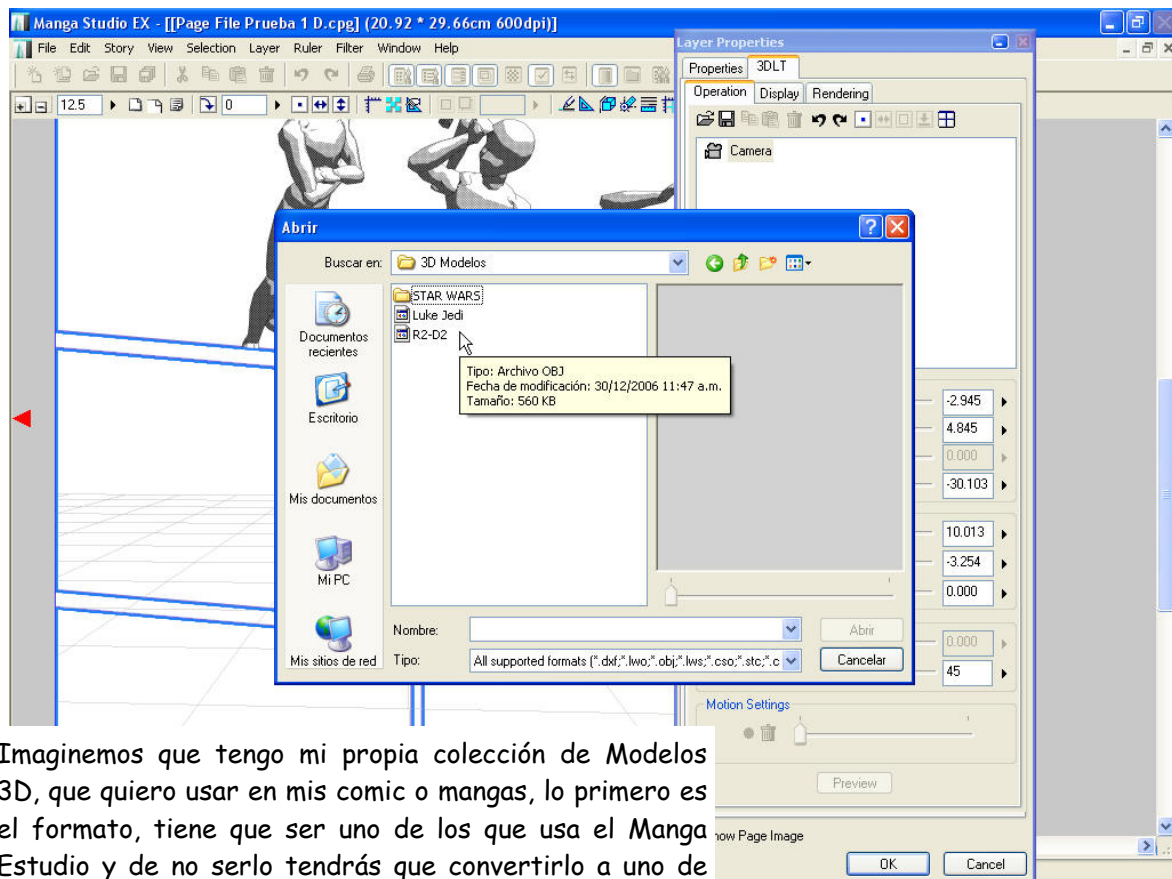 Manga Studio EX - [[Page File Prueba 1 D.cpg] (20.92 * 29.66cm 600dpi)]
File Edit Story View Selection Layer Ruler Filter Window Help
12.5
0
Layer Properties
Properties 3DLT
Operation Display Rendering
Camera
Abrir
Buscar en: 3D Modelos
STAR WARS
Luke Jedi
R2-D2
Tipo: Archivo OBJ
Fecha de modificación: 30/12/2006 11:47 a.m.
Tamaño: 560 KB
Documentos recientes
Escritorio
Mis documentos
Mi PC
Mis sitios de red
Nombre:
Abrir
Tipo: All supported formats (*.dxf;*.lwo;*.obj;*.lws;*.cso;*.stc;*.c
Cancelar
-2.945
4.845
0.000
-30.103
10.013
-3.254
0.000
0.000
45
Motion Settings
Preview
how Page Image
OK Cancel
Imaginemos que tengo mi propia colección de Modelos
3D, que quiero usar en mis comic o mangas, lo primero es
el formato, tiene que ser uno de los que usa el Manga
Estudio y de no serlo tendrás que convertirlo a uno de